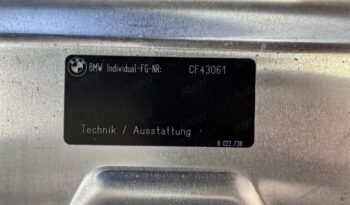 BMW Individual-FG-NR: CF43061
Technik / Ausstattung
8 022 738